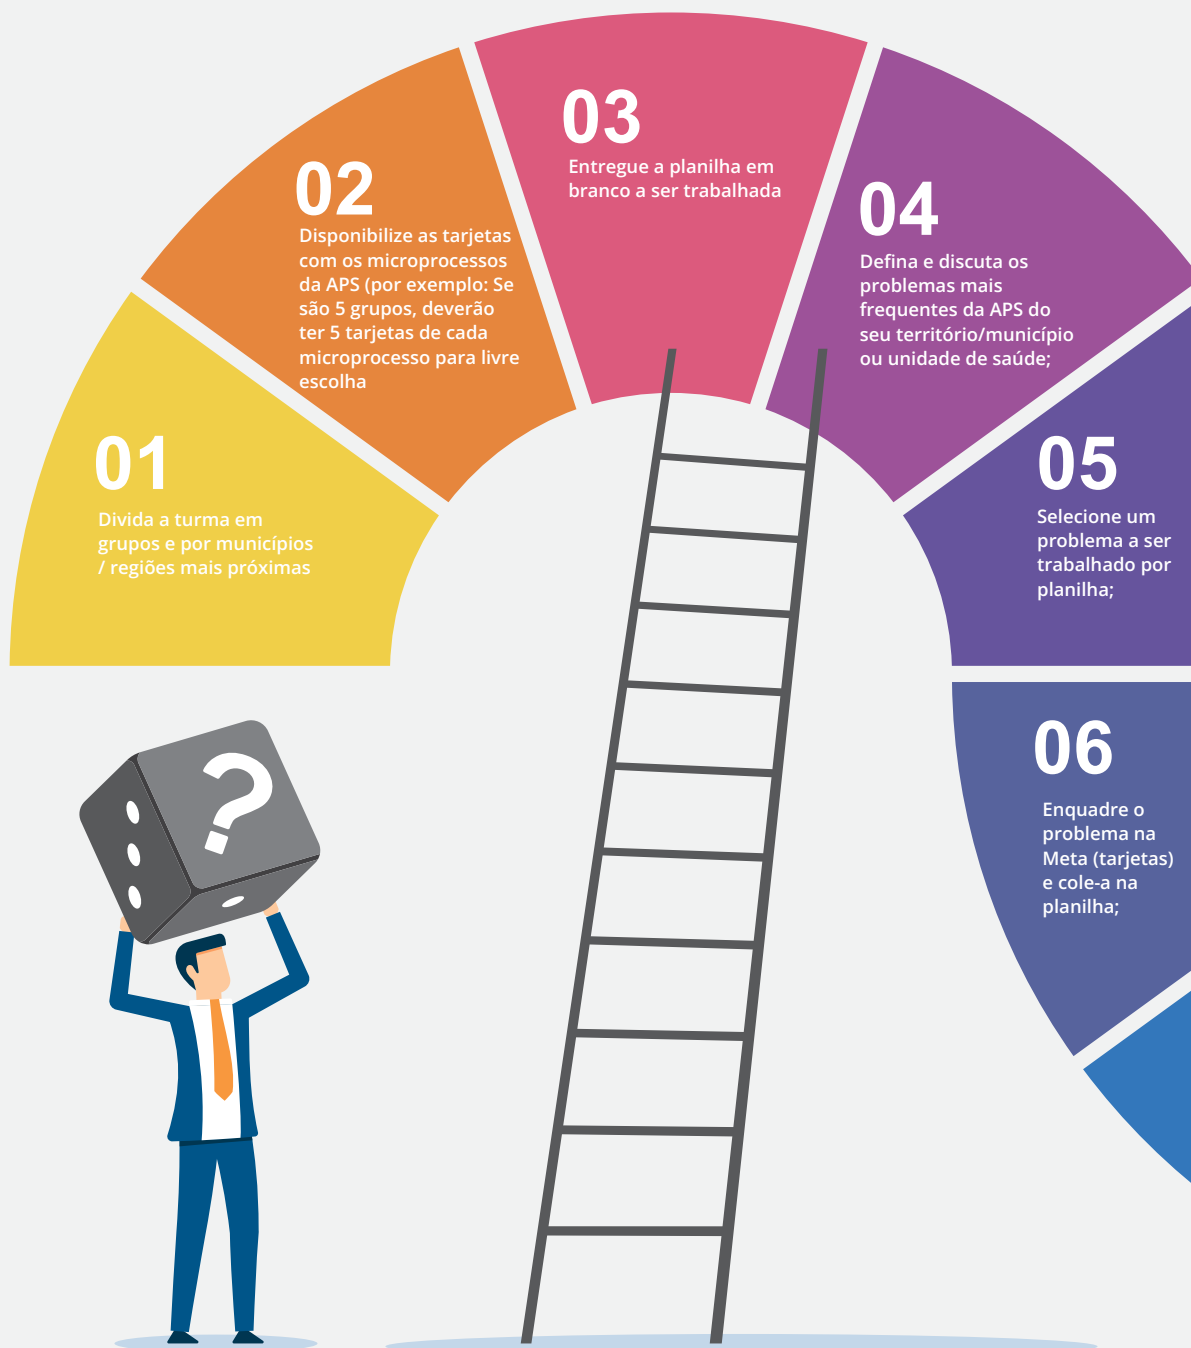 01
Divida a turma em
grupos e por municípios
/ regiões mais próximas
02
Disponibilize as tarjetas
com os microprocessos
da APS (por exemplo: Se
são 5 grupos, deverão
ter 5 tarjetas de cada
microprocesso para livre
escolha
03
Entregue a planilha em
branco a ser trabalhada
04
Defina e discuta os
problemas mais
frequentes da APS do
seu território/município
ou unidade de saúde;
05
Selecione um
problema a ser
trabalhado por
planilha;
06
Enquadre o
problema na
Meta (tarjetas)
e cole-a na
planilha;
?